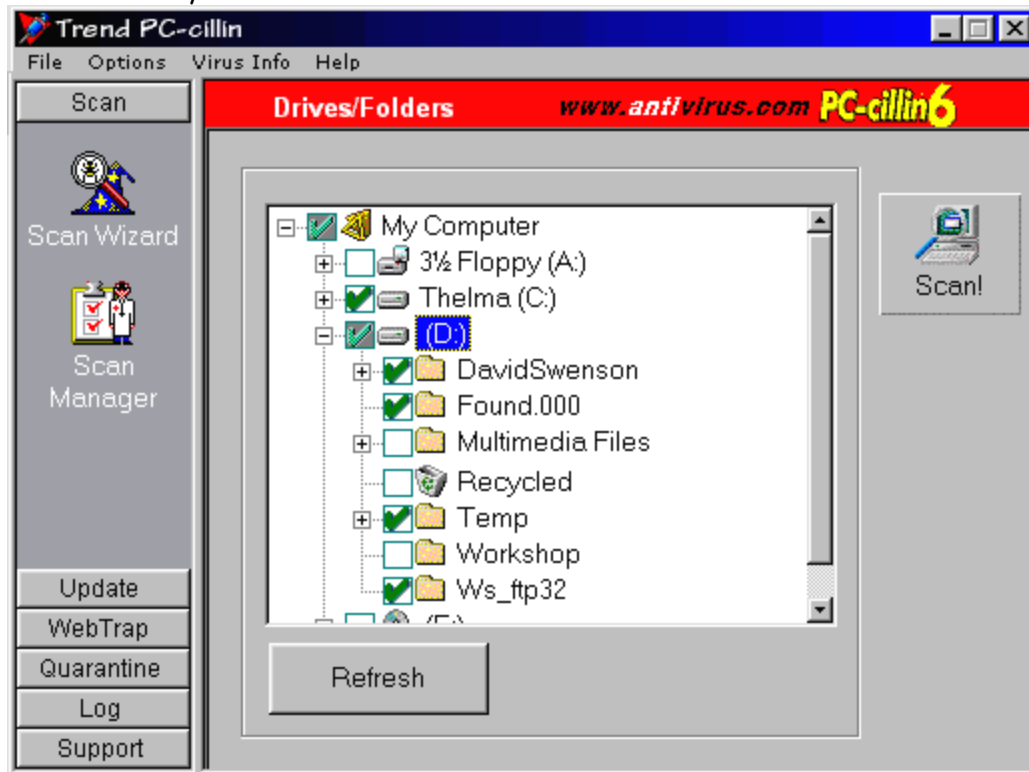 Trend PC-cillin
File Options Virus Info Help
Scan
Drives/Folders www.antivirus.com PC-cillin 6
Scan Wizard
Scan
Manager
My Computer
3½ Floppy (A:)
Thelma (C:)
(D:)
DavidSwenson
Found.000
Multimedia Files
Recycled
Temp
Workshop
Ws_ftp32
Scan!
Refresh
Update
WebTrap
Quarantine
Log
Support